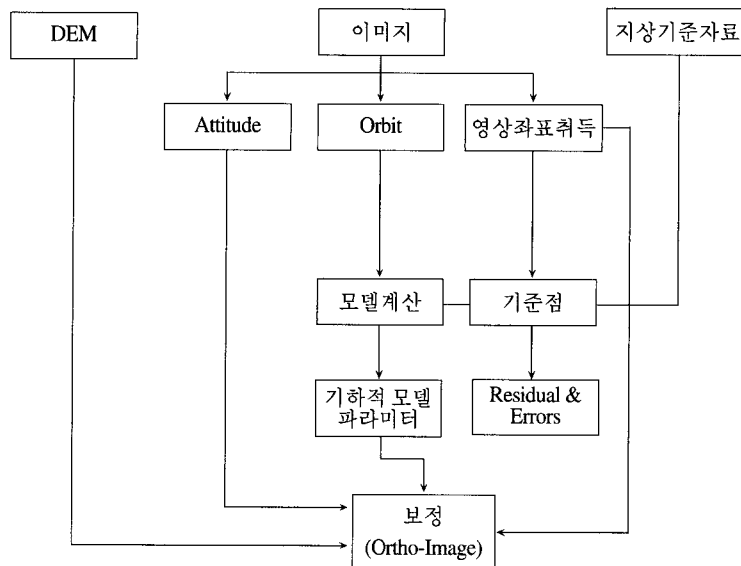 DEM
이미지
지상기준자료
Attitude
Orbit
영상좌표취득
모델계산
기준점
기하적 모델
파라미터
Residual &
Errors
보정
(Ortho-Image)